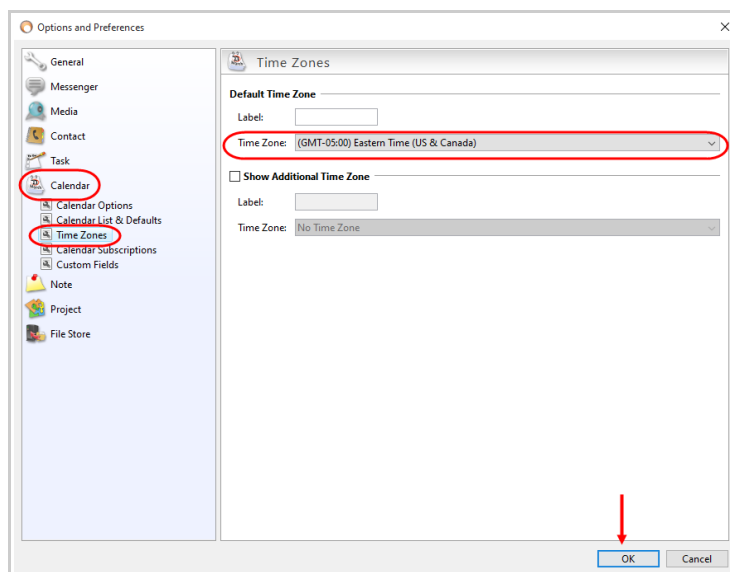 Options and Preferences
General
Messenger
Media
Contact
Task
Calendar
Calendar Options
Calendar List & Defaults
Time Zones
Calendar Subscriptions
Custom Fields
Note
Project
File Store
Time Zones
Default Time Zone
Label:
Time Zone: (GMT-05:00) Eastern Time (US & Canada)
Show Additional Time Zone
Label:
Time Zone: No Time Zone
OK Cancel